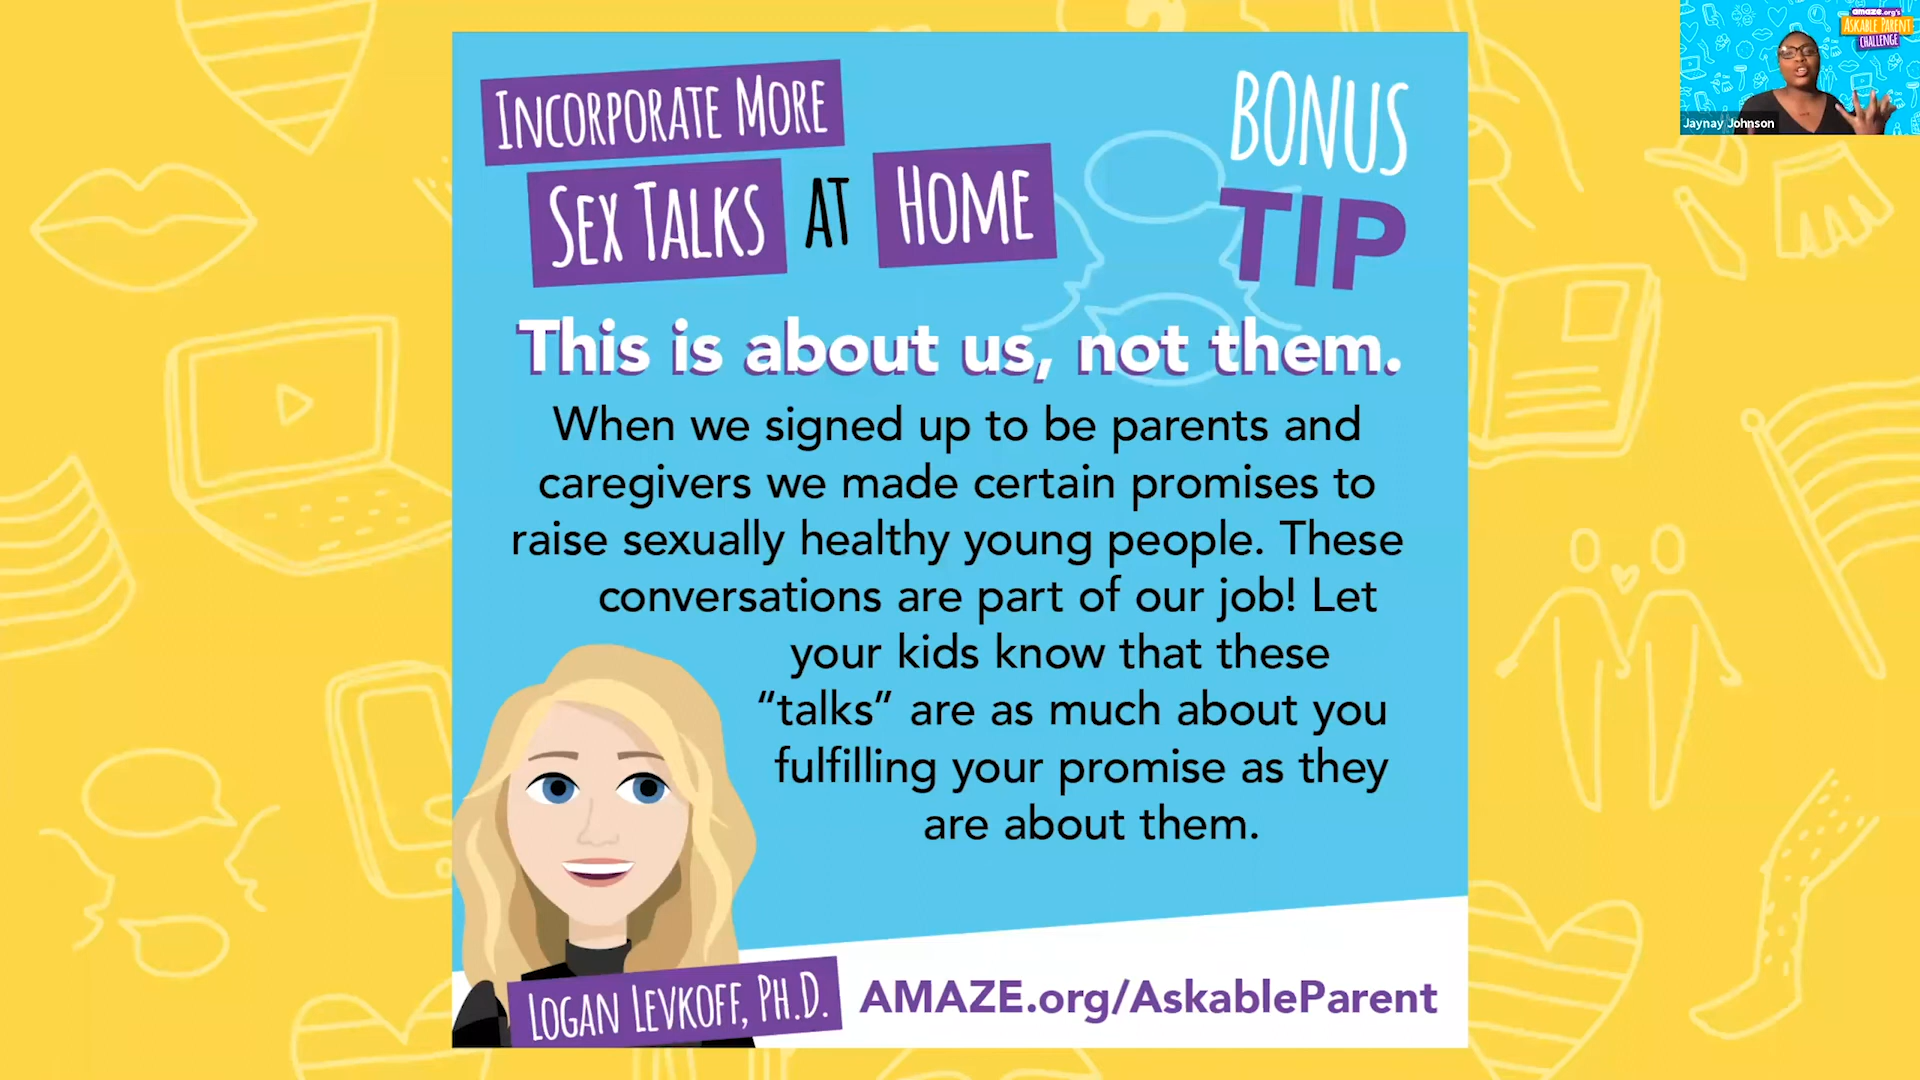 INCORPORATE MORE
SEX TALKS AT HOME
BONUS
TIP
This is about us, not them.
When we signed up to be parents and
caregivers we made certain promises to
raise sexually healthy young people. These
conversations are part of our job! Let
your kids know that these
“talks” are as much about you
fulfilling your promise as they
are about them.
LOGAN LEVKOFF, PH.D.
AMAZE.org/AskableParent
amaze.org's
ASKABLE PARENT
CHALLENGE
Jaynay Johnson